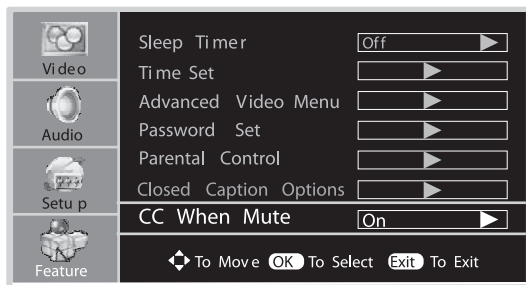 Video
Audio
Setup
Feature
Sleep Timer Off
Time Set
Advanced Video Menu
Password Set
Parental Control
Closed Caption Options
CC When Mute On
To Move OK To Select Exit To Exit